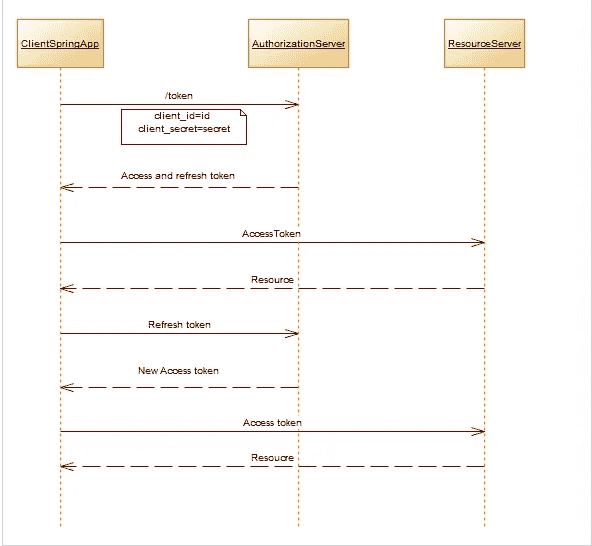 ClientSpringApp
AuthorizationServer
ResourceServer
/token
client_id=id
client_secret=secret
Access and refresh token
AccessToken
Resource
Refresh token
New Access token
Access token
Resoucre